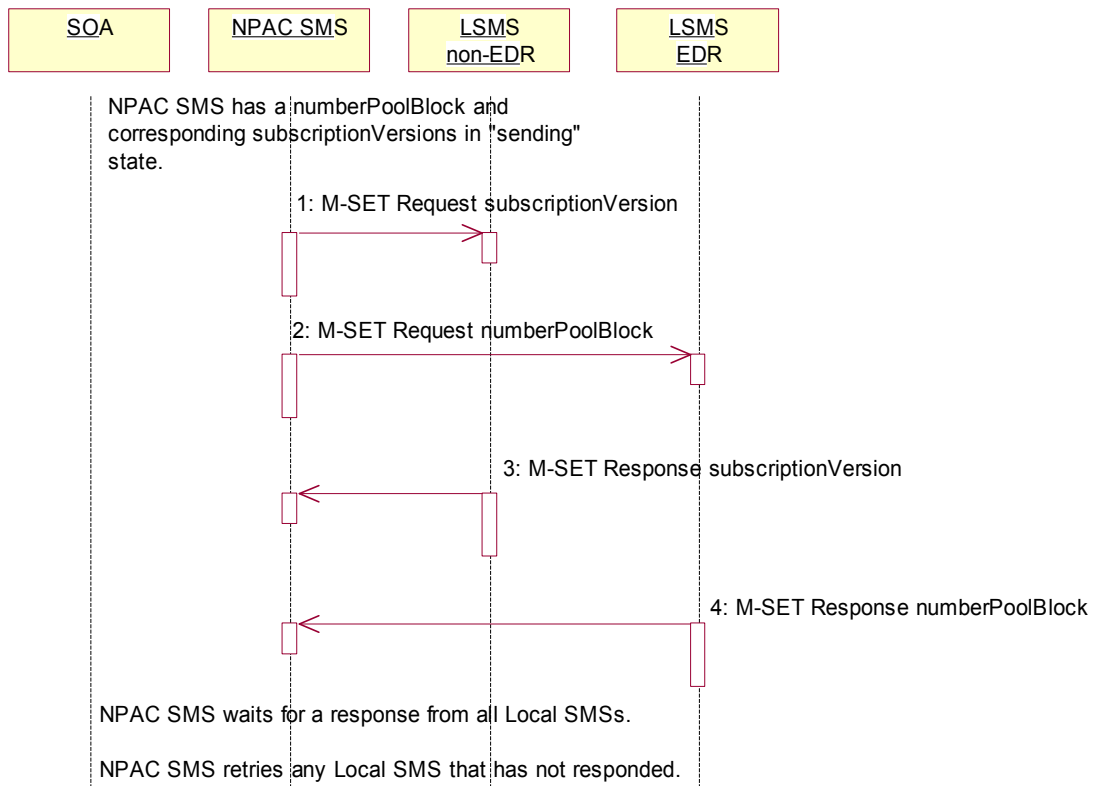 SOA
NPAC SMS
LSMS
non-EDR
LSMS
EDR
NPAC SMS has a numberPoolBlock and
corresponding subscriptionVersions in "sending"
state.
1: M-SET Request subscriptionVersion
2: M-SET Request numberPoolBlock
3: M-SET Response subscriptionVersion
4: M-SET Response numberPoolBlock
NPAC SMS waits for a response from all Local SMSs.
NPAC SMS retries any Local SMS that has not responded.